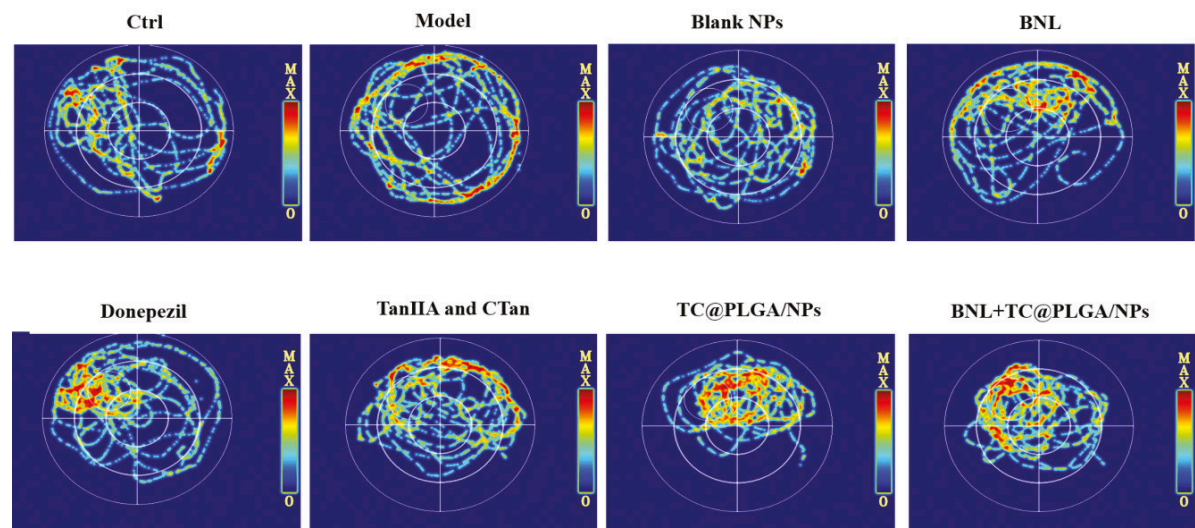 Ctrl Model Blank NPs BNL
MAX MAX MAX MAX
0 0 0 0
Donepezil TanIIA and CTan TC@PLGA/NPs BNL+TC@PLGA/NPs
MAX MAX MAX MAX
0 0 0 0